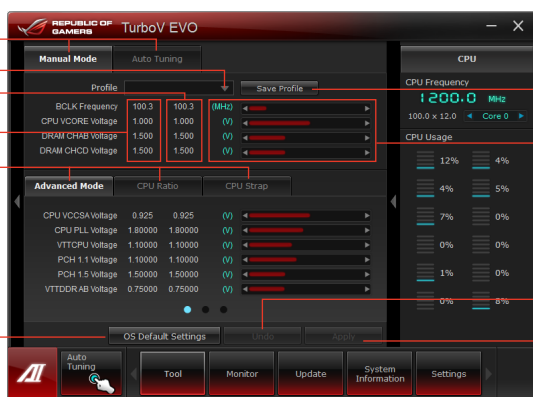 REPUBLIC OF GAMERS TurboV EVO
Manual Mode Auto Tuning
Profile Save Profile
BCLK Frequency 100.3 100.3 (MHz)
CPU VCORE Voltage 1.000 1.000 (V)
DRAM CHAB Voltage 1.500 1.500 (V)
DRAM CHCD Voltage 1.500 1.500 (V)
Advanced Mode CPU Ratio CPU Strap
CPU VCCSA Voltage 0.925 0.925 (V)
CPU PLL Voltage 1.80000 1.80000 (V)
VTTCPU Voltage 1.10000 1.10000 (V)
PCH 1.1 Voltage 1.10000 1.10000 (V)
PCH 1.5 Voltage 1.50000 1.50000 (V)
VTTDDR AB Voltage 0.75000 0.75000 (V)
OS Default Settings Undo Apply
CPU
CPU Frequency
1200.0 MHz
100.0 x 12.0 Core 0
CPU Usage
12% 4%
4% 5%
7% 0%
0% 0%
1% 0%
0% 8%
AI Auto Tuning Tool Monitor Update System Information Settings